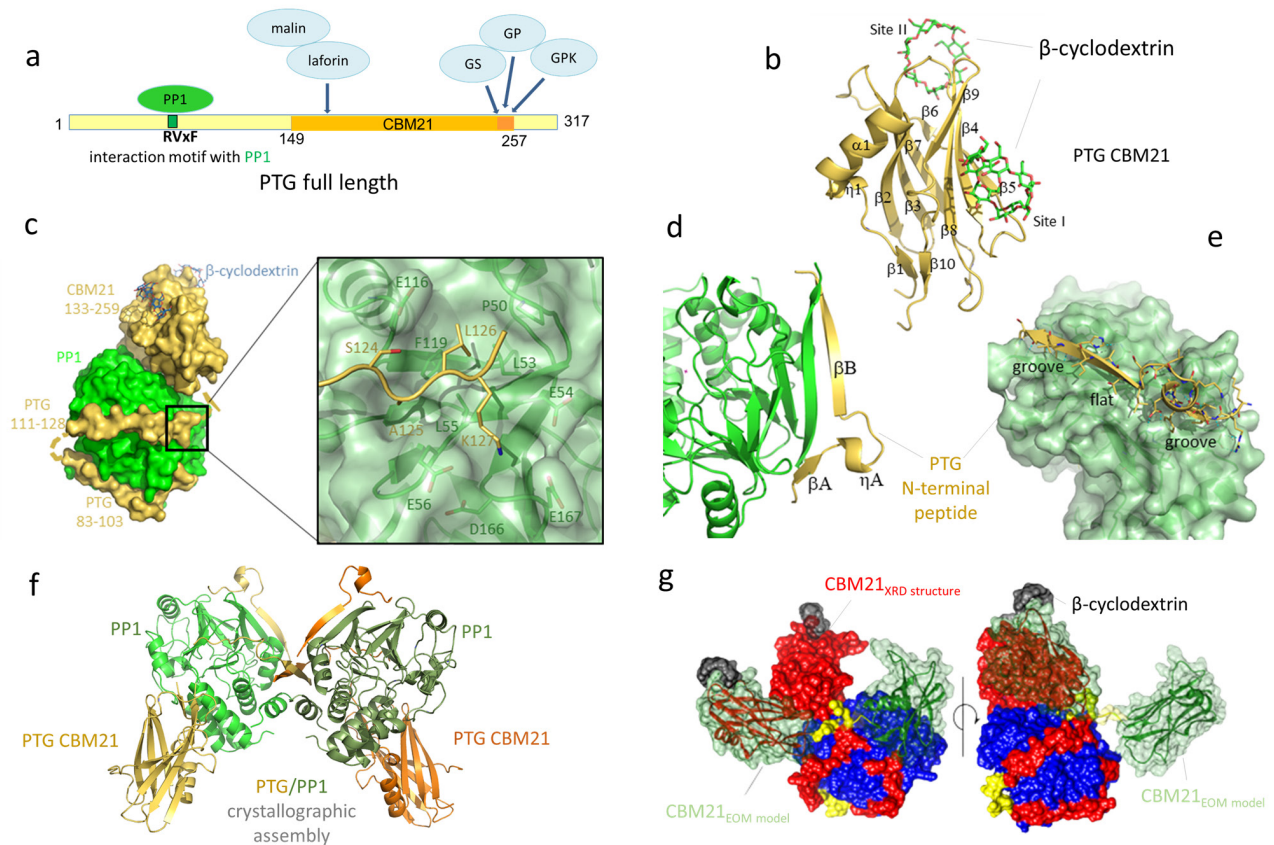 a
malin
laforin
GP
GS
GPK
PP1
1
CBM21
317
RVxF
149
257
interaction motif with PP1
PTG full length
b
Site II
β-cyclodextrin
β9
β6
β4
α1
β7
PTG CBM21
η1
β5
β2
β3
Site I
β8
β1
β10
c
β-cyclodextrin
CBM21
133-259
PP1
PTG
111-128
PTG
83-103
E116
P50
S124
L126
F119
L53
E54
L55
A125
K127
E56
D166
E167
d
βB
βA
ηA
PTG
N-terminal
peptide
e
groove
flat
groove
f
PP1
PP1
PTG CBM21
PTG CBM21
PTG/PP1
crystallographic
assembly
g
CBM21XRD structure
β-cyclodextrin
CBM21EOM model
CBM21EOM model